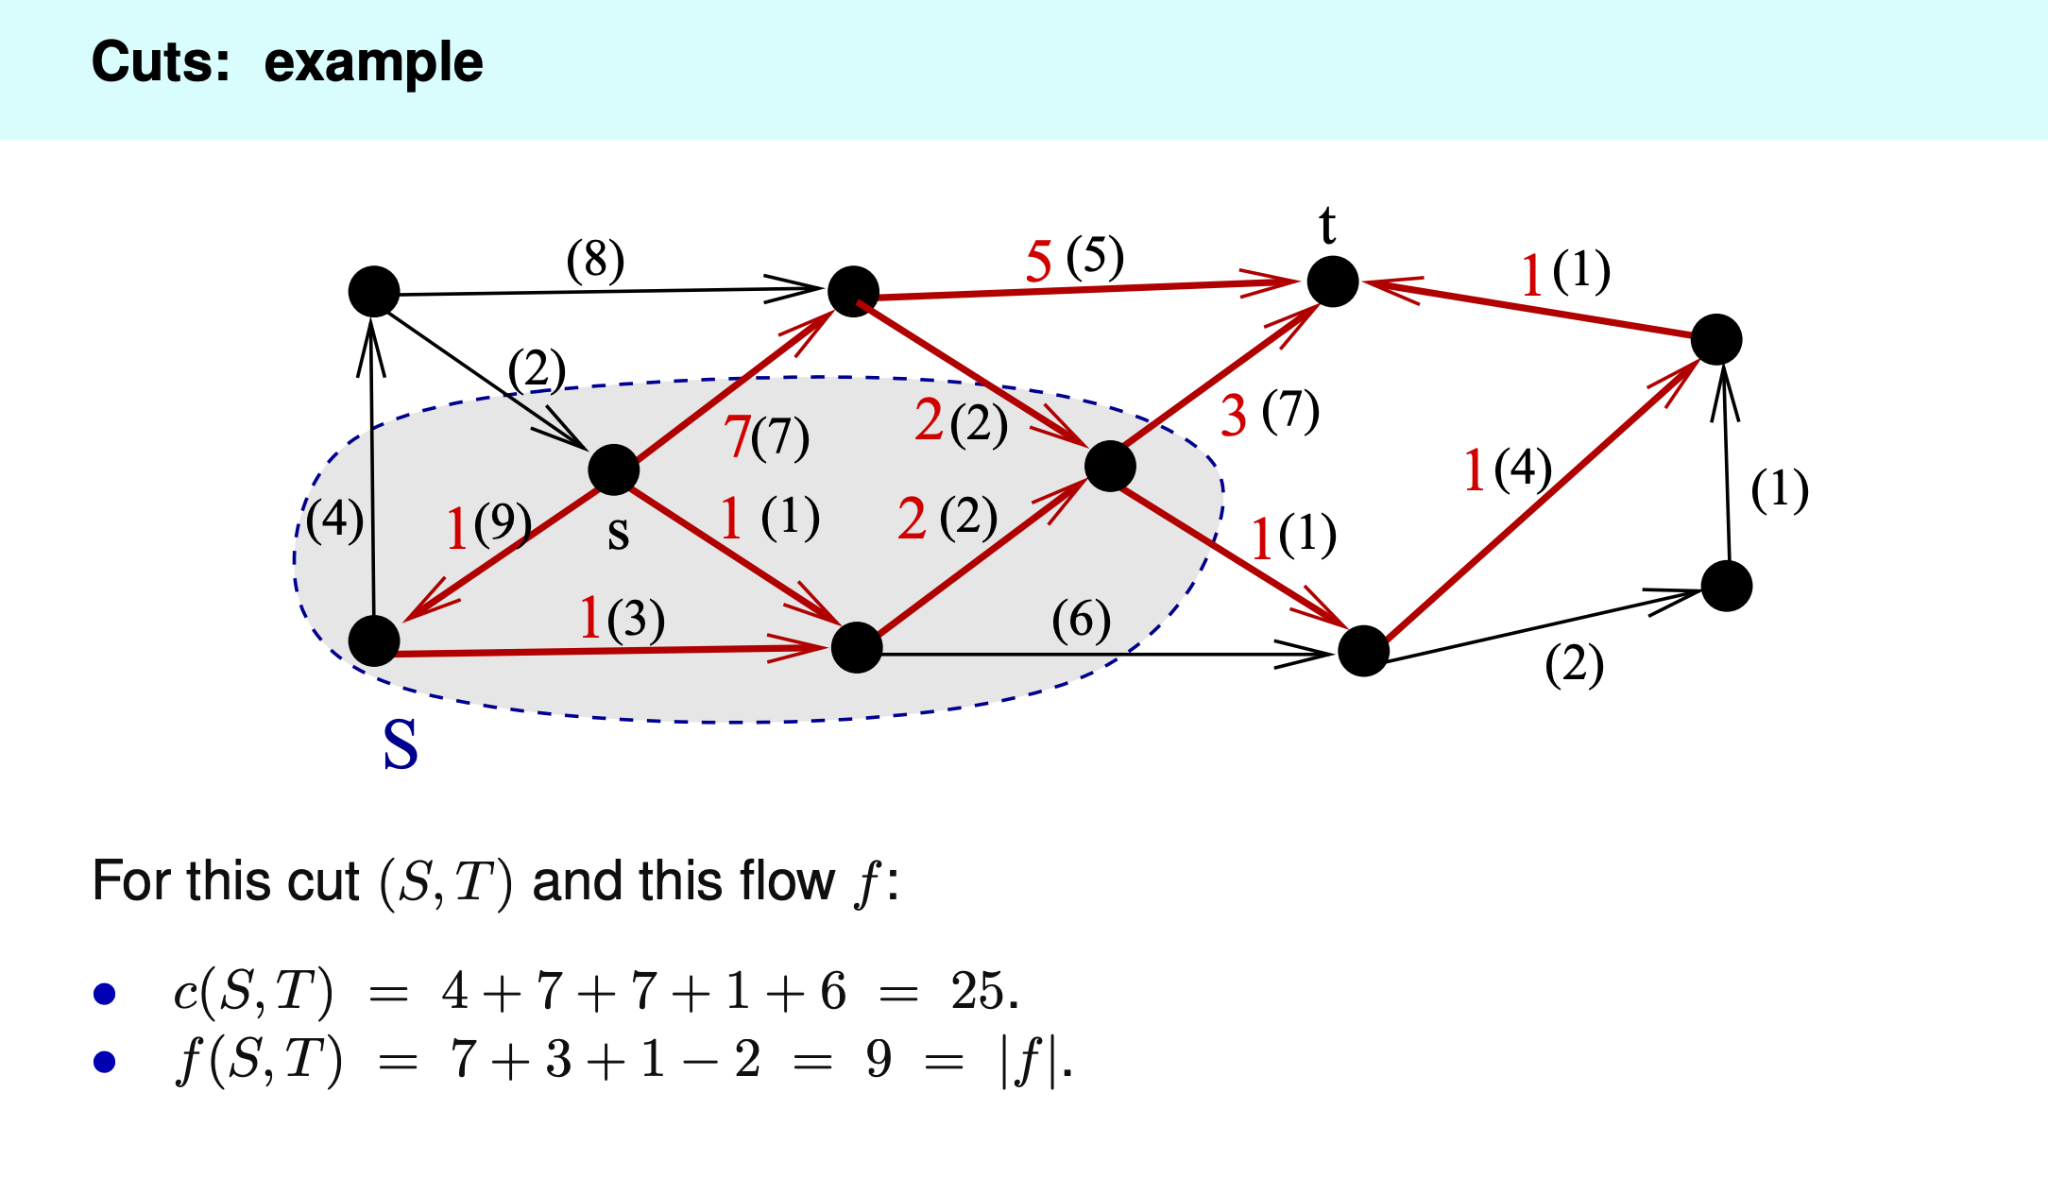 Cuts: example
t
(8)
5 (5)
1 (1)
(2)
7(7)
2(2)
3 (7)
1(4)
(4)
1(9)
s
1 (1)
2 (2)
1(1)
(1)
1(3)
(6)
(2)
S
For this cut (S, T) and this flow f:
• c(S, T) = 4 + 7 + 7 + 1 + 6 = 25.
• f(S, T) = 7 + 3 + 1 − 2 = 9 = |f|.